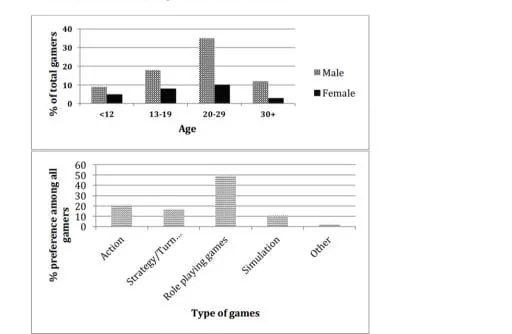 % of total gamers
40
30
20
10
0
<12
13-19
20-29
30+
Age
Male
Female
% preference among all
gamers
60
50
40
30
20
10
0
Action
Strategy/Turn...
Role playing games
Simulation
Other
Type of games